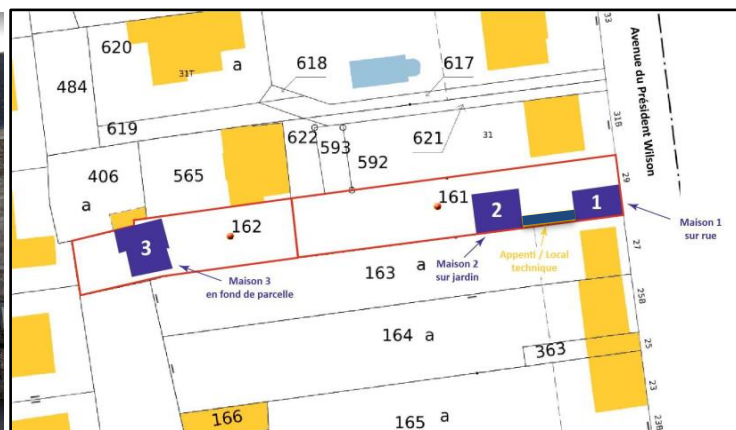 33
620
618
617
484
31T
a
Avenue du Président Wilson
31B
619
622
593
592
621
31
406
565
a
29
161
162
2
1
Maison 1
sur rue
3
27
Maison 3
en fond de parcelle
Maison 2
sur jardin
Appenti / Local
technique
163 a
25B
164 a
363
25
23
166
165 a
23B